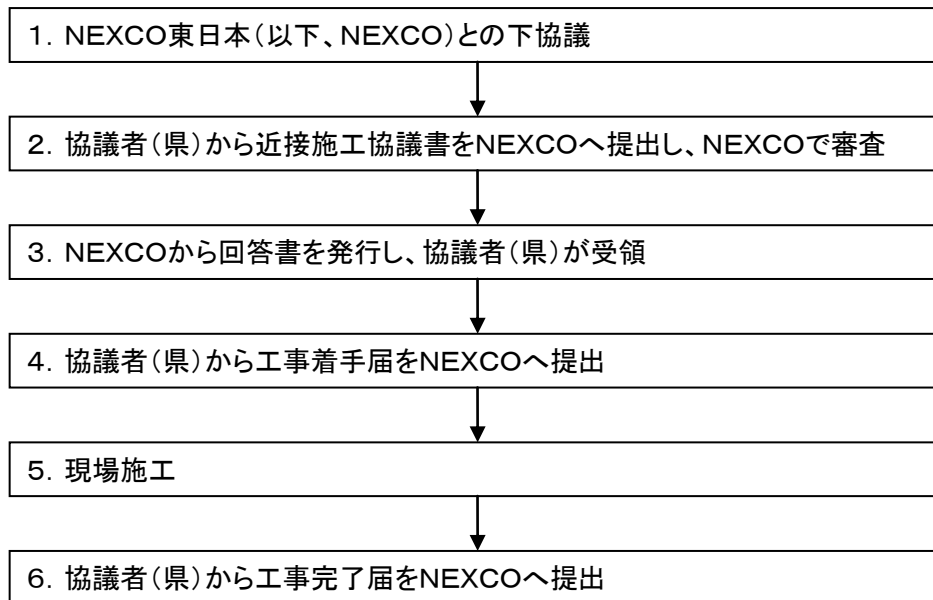 1．NEXCO東日本（以下、NEXCO）との下協議
2．協議者（県）から近接施工協議書をNEXCOへ提出し、NEXCOで審査
3．NEXCOから回答書を発行し、協議者（県）が受領
4．協議者（県）から工事着手届をNEXCOへ提出
5．現場施工
6．協議者（県）から工事完了届をNEXCOへ提出